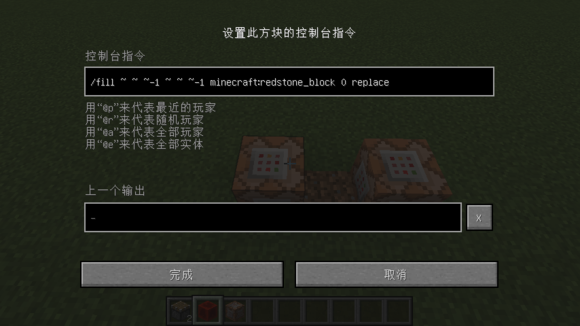 设置此方块的控制台指令
控制台指令
/fill ~ ~ ~-1 ~ ~ ~-1 minecraft:redstone_block 0 replace
用“@p”来代表最近的玩家
用“@r”来代表随机玩家
用“@a”来代表全部玩家
用“@e”来代表全部实体
上一个输出
-
X
完成
取消
2